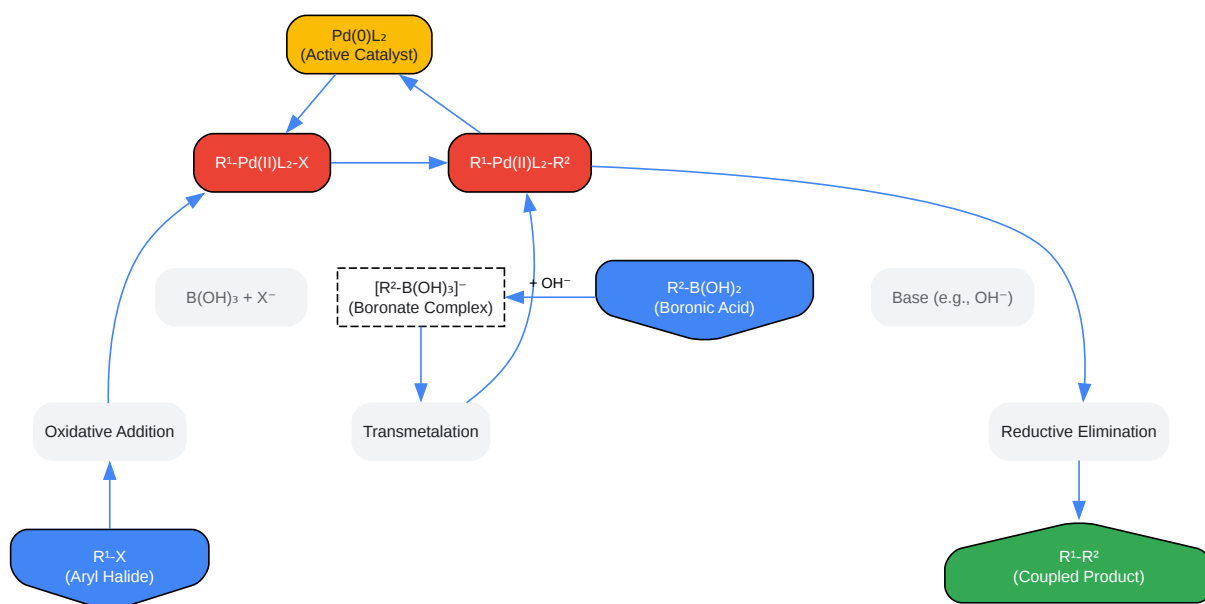 Pd(0)L₂
(Active Catalyst)
R¹-Pd(II)L₂-X
R¹-Pd(II)L₂-R²
B(OH)₃ + X⁻
[R²-B(OH)₃]⁻
(Boronate Complex)
+ OH⁻
R²-B(OH)₂
(Boronic Acid)
Base (e.g., OH⁻)
Oxidative Addition
Transmetalation
Reductive Elimination
R¹-X
(Aryl Halide)
R¹-R²
(Coupled Product)